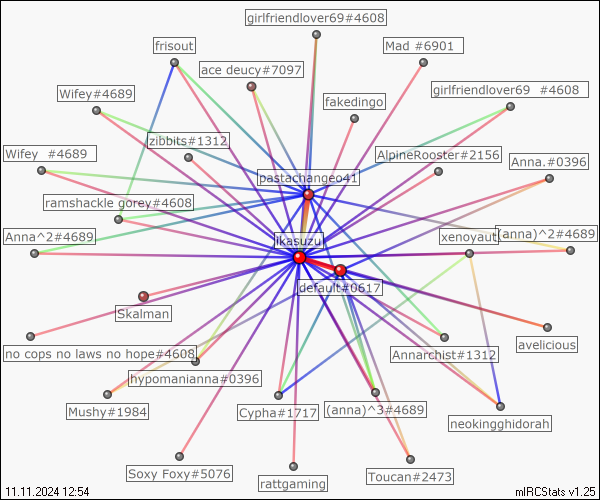 girlfriendlover69#4608
frisout
Mad #6901
ace deucy#7097
Wifey#4689
girlfriendlover69  #4608
fakedingo
zibbits#1312
Wifey  #4689
AlpineRooster#2156
Anna.#0396
pastachangeo41
ramshackle gorey#4608
Anna^2#4689
ikasuzu
xenoyaut
(anna)^2#4689
default#0617
Skalman
avelicious
no cops no laws no hope#4608
Annarchist#1312
hypomanianna#0396
Mushy#1984
Cypha#1717
(anna)^3#4689
neokingghidorah
Soxy Foxy#5076
rattgaming
Toucan#2473
11.11.2024 12:54
mIRCStats v1.25